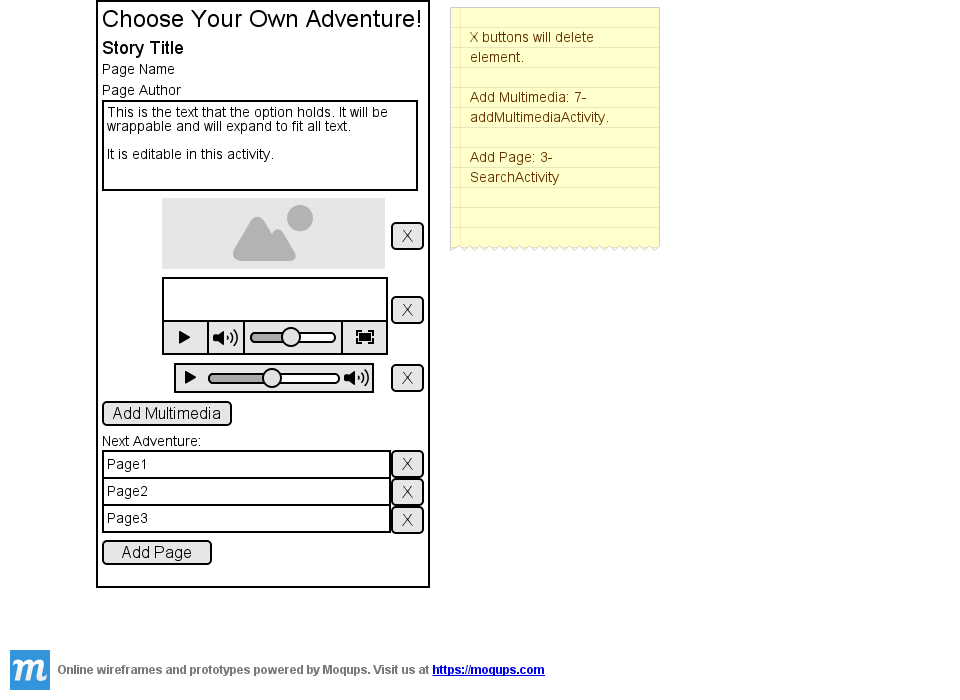 Choose Your Own Adventure!
Story Title
Page Name
Page Author
This is the text that the option holds. It will be
wrappable and will expand to fit all text.
It is editable in this activity.
X
X
X
Add Multimedia
Next Adventure:
Page1 X
Page2 X
Page3 X
Add Page
X buttons will delete
element.
Add Multimedia: 7-
addMultimediaActivity.
Add Page: 3-
SearchActivity
m Online wireframes and prototypes powered by Moqups. Visit us at https://moqups.com